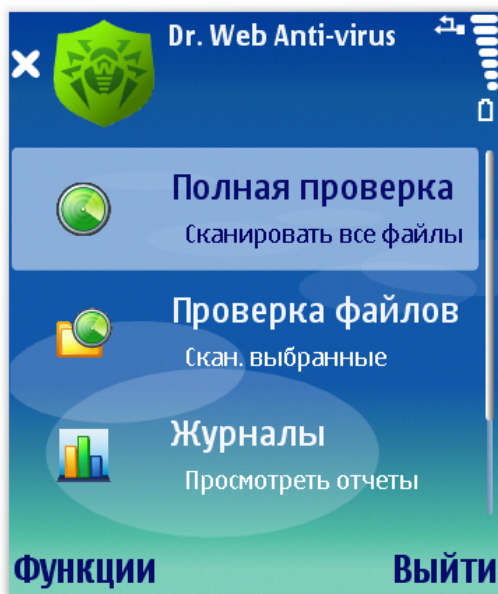 Dr. Web Anti-virus
Полная проверка
Сканировать все файлы
Проверка файлов
Скан. выбранные
Журналы
Просмотреть отчеты
Функции
Выйти